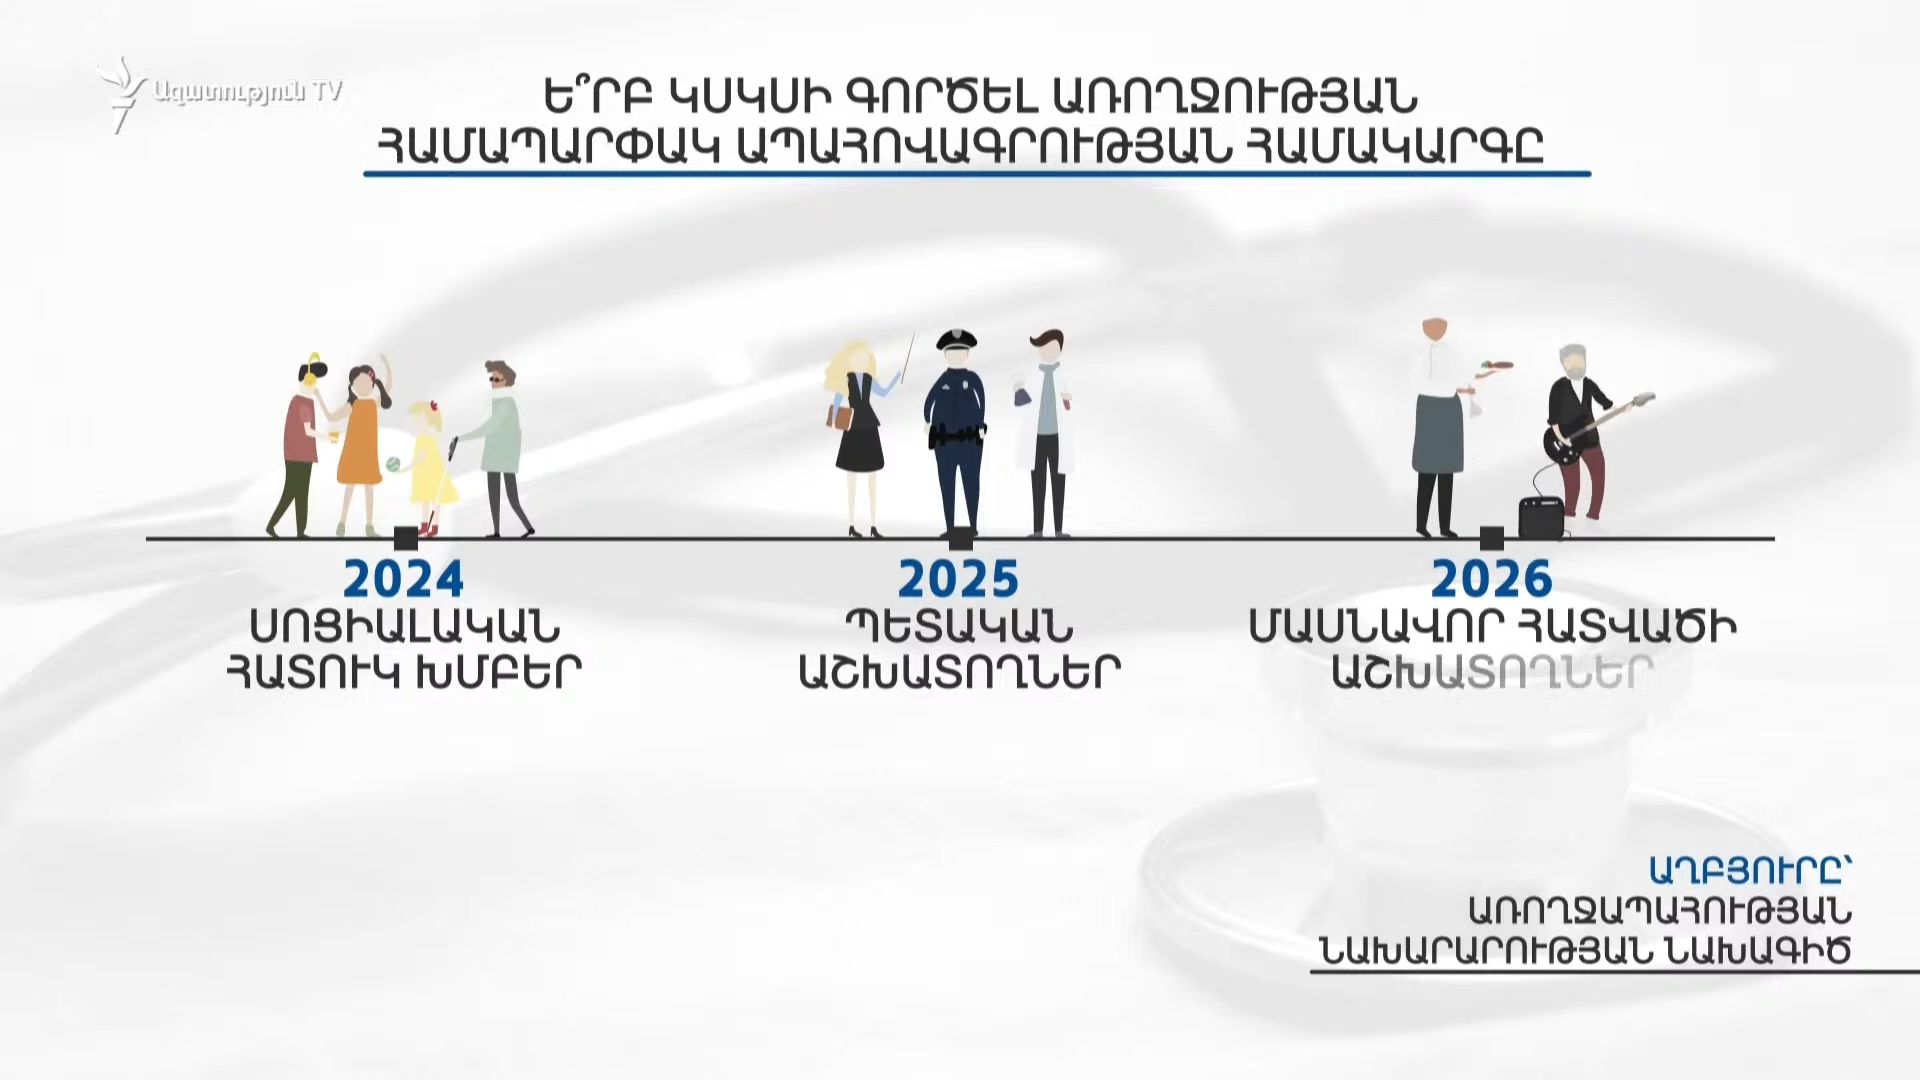 Ազատություն TV
Ե՞ՐԲ ԿՍԿՍԻ ԳՈՐԾԵԼ ԱՌՈՂՋՈՒԹՅԱՆ
ՀԱՄԱՊԱՐՓԱԿ ԱՊԱՀՈՎԱԳՐՈՒԹՅԱՆ ՀԱՄԱԿԱՐԳԸ
2024
ՍՈՑԻԱԼԱԿԱՆ
ՀԱՏՈՒԿ ԽՄԲԵՐ
2025
ՊԵՏԱԿԱՆ
ԱՇԽԱՏՈՂՆԵՐ
2026
ՄԱՍՆԱՎՈՐ ՀԱՏՎԱԾԻ
ԱՇԽԱՏՈՂՆԵՐ
ԱՂԲՅՈՒՐԸ՝
ԱՌՈՂՋԱՊԱՀՈՒԹՅԱՆ
ՆԱԽԱՐԱՐՈՒԹՅԱՆ ՆԱԽԱԳԻԾ